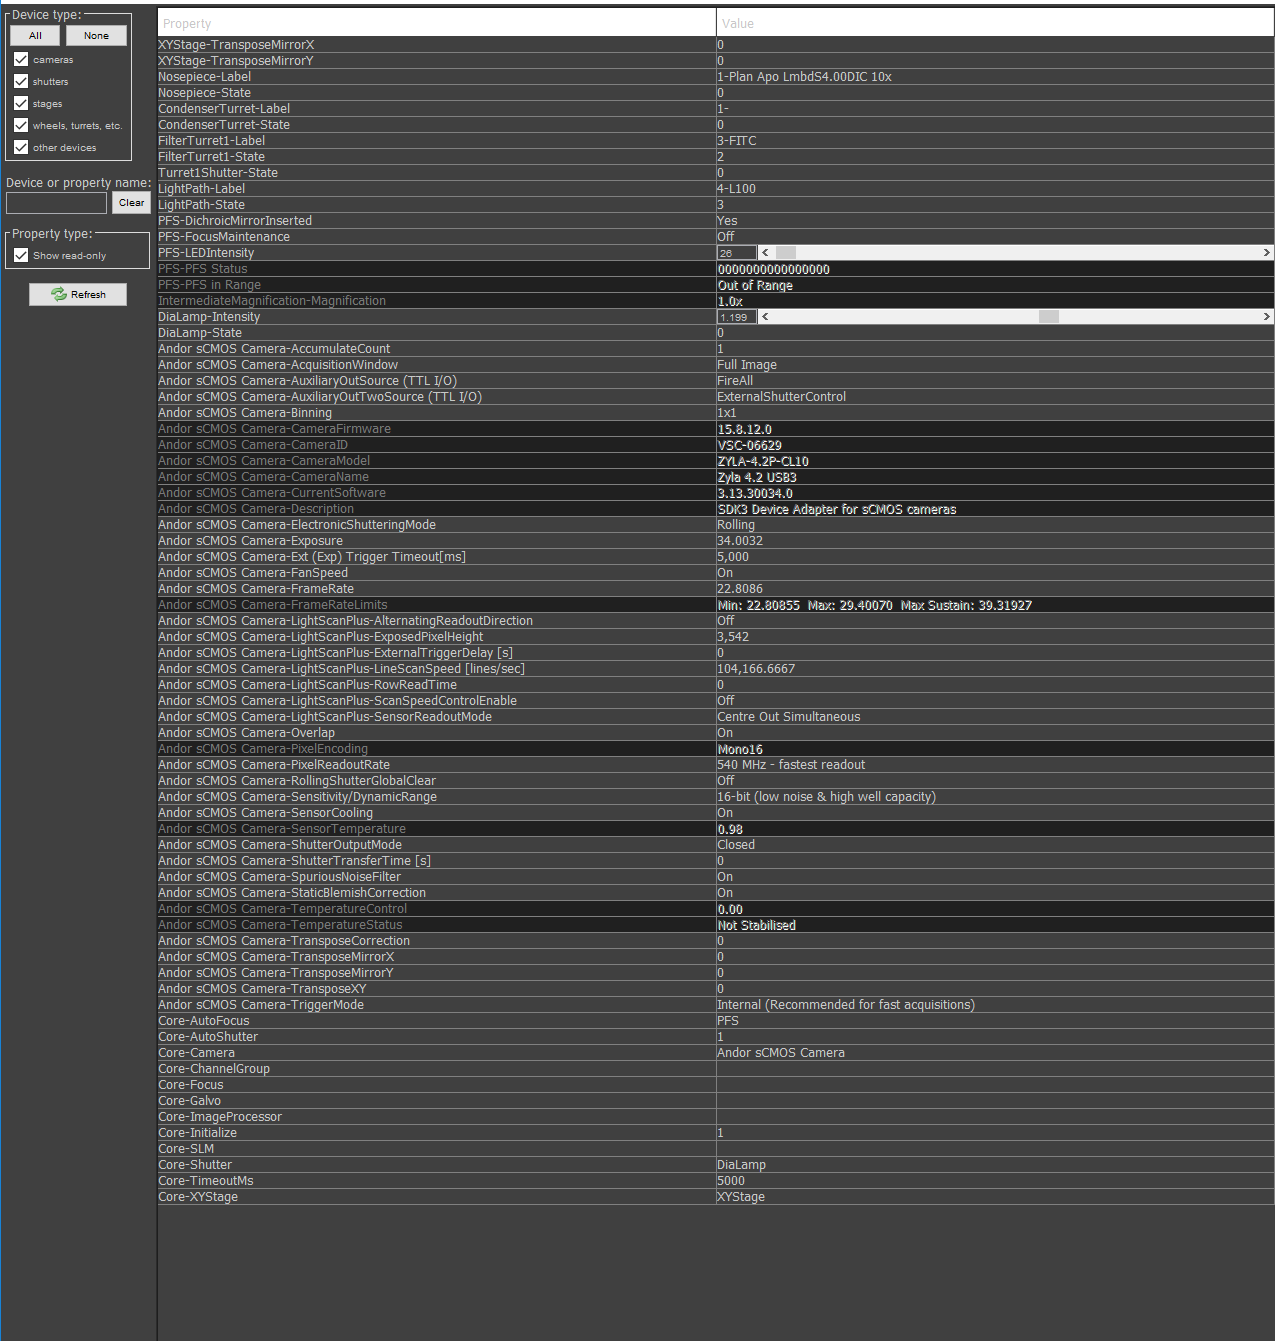 Device type:
All None
cameras
shutters
stages
wheels, turrets, etc.
other devices
Device or property name:
Clear
Property type:
Show read-only
Refresh
Property Value
XYStage-TransposeMirrorX 0
XYStage-TransposeMirrorY 0
Nosepiece-Label 1-Plan Apo LmbdS4.00DIC 10x
Nosepiece-State 0
CondenserTurret-Label 1-
CondenserTurret-State 0
FilterTurret1-Label 3-FITC
FilterTurret1-State 2
Turret1Shutter-State 0
LightPath-Label 4-L100
LightPath-State 3
PFS-DichroicMirrorInserted Yes
PFS-FocusMaintenance Off
PFS-LEDIntensity 26
PFS-PFS Status 0000000000000000
PFS-PFS in Range Out of Range
IntermediateMagnification-Magnification 1.0x
DiaLamp-Intensity 1.199
DiaLamp-State 0
Andor sCMOS Camera-AccumulateCount 1
Andor sCMOS Camera-AcquisitionWindow Full Image
Andor sCMOS Camera-AuxiliaryOutSource (TTL I/O) FireAll
Andor sCMOS Camera-AuxiliaryOutTwoSource (TTL I/O) ExternalShutterControl
Andor sCMOS Camera-Binning 1x1
Andor sCMOS Camera-CameraFirmware 15.8.12.0
Andor sCMOS Camera-CameraID VSC-06629
Andor sCMOS Camera-CameraModel ZYLA-4.2P-CL10
Andor sCMOS Camera-CameraName Zyla 4.2 USB3
Andor sCMOS Camera-CurrentSoftware 3.13.30034.0
Andor sCMOS Camera-Description SDK3 Device Adapter for sCMOS cameras
Andor sCMOS Camera-ElectronicShutteringMode Rolling
Andor sCMOS Camera-Exposure 34.0032
Andor sCMOS Camera-Ext (Exp) Trigger Timeout[ms] 5,000
Andor sCMOS Camera-FanSpeed On
Andor sCMOS Camera-FrameRate 22.8086
Andor sCMOS Camera-FrameRateLimits Min: 22.80855 Max: 29.40070 Max Sustain: 39.31927
Andor sCMOS Camera-LightScanPlus-AlternatingReadoutDirection Off
Andor sCMOS Camera-LightScanPlus-ExposedPixelHeight 3,542
Andor sCMOS Camera-LightScanPlus-ExternalTriggerDelay [s] 0
Andor sCMOS Camera-LightScanPlus-LineScanSpeed [lines/sec] 104,166.6667
Andor sCMOS Camera-LightScanPlus-RowReadTime 0
Andor sCMOS Camera-LightScanPlus-ScanSpeedControlEnable Off
Andor sCMOS Camera-LightScanPlus-SensorReadoutMode Centre Out Simultaneous
Andor sCMOS Camera-Overlap On
Andor sCMOS Camera-PixelEncoding Mono16
Andor sCMOS Camera-PixelReadoutRate 540 MHz - fastest readout
Andor sCMOS Camera-RollingShutterGlobalClear Off
Andor sCMOS Camera-Sensitivity/DynamicRange 16-bit (low noise & high well capacity)
Andor sCMOS Camera-SensorCooling On
Andor sCMOS Camera-SensorTemperature 0.98
Andor sCMOS Camera-ShutterOutputMode Closed
Andor sCMOS Camera-ShutterTransferTime [s] 0
Andor sCMOS Camera-SpuriousNoiseFilter On
Andor sCMOS Camera-StaticBlemishCorrection On
Andor sCMOS Camera-TemperatureControl 0.00
Andor sCMOS Camera-TemperatureStatus Not Stabilised
Andor sCMOS Camera-TransposeCorrection 0
Andor sCMOS Camera-TransposeMirrorX 0
Andor sCMOS Camera-TransposeMirrorY 0
Andor sCMOS Camera-TransposeXY 0
Andor sCMOS Camera-TriggerMode Internal (Recommended for fast acquisitions)
Core-AutoFocus PFS
Core-AutoShutter 1
Core-Camera Andor sCMOS Camera
Core-ChannelGroup
Core-Focus
Core-Galvo
Core-ImageProcessor
Core-Initialize 1
Core-SLM
Core-Shutter DiaLamp
Core-TimeoutMs 5000
Core-XYStage XYStage